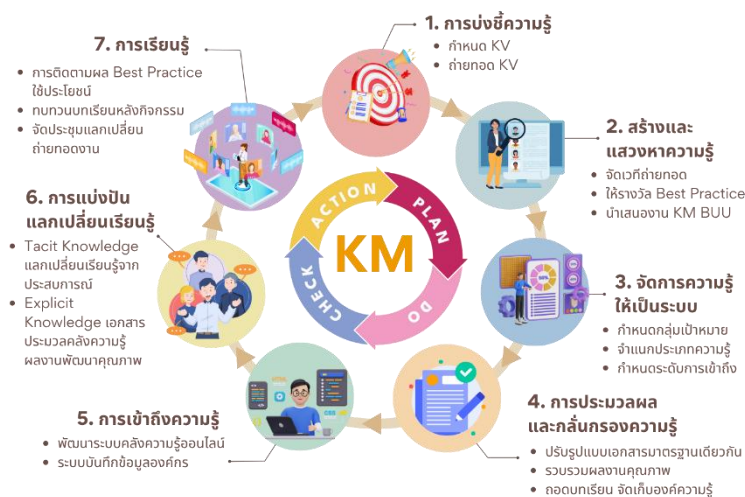 1. การบ่งชี้ความรู้
• กำหนด KV
• ถ่ายทอด KV
2. สร้างและ
แสวงหาความรู้
• จัดเวทีถ่ายทอด
• ให้รางวัล Best Practice
• นำเสนองาน KM BUU
3. จัดการความรู้
ให้เป็นระบบ
• กำหนดกลุ่มเป้าหมาย
• จำแนกประเภทความรู้
• กำหนดระดับการเข้าถึง
4. การประมวลผล
และกลั่นกรองความรู้
• ปรับรูปแบบเอกสารมาตรฐานเดียวกัน
• รวบรวมผลงานคุณภาพ
• ถอดบทเรียน จัดเก็บองค์ความรู้
5. การเข้าถึงความรู้
• พัฒนาระบบคลังความรู้ออนไลน์
• ระบบบันทึกข้อมูลองค์กร
6. การแบ่งปัน
แลกเปลี่ยนเรียนรู้
• Tacit Knowledge
แลกเปลี่ยนเรียนรู้จาก
ประสบการณ์
• Explicit
Knowledge เอกสาร
ประมวลคลังความรู้
ผลงานพัฒนาคุณภาพ
7. การเรียนรู้
• การติดตามผล Best Practice
ใช้ประโยชน์
• ทบทวนบทเรียนหลังกิจกรรม
• จัดประชุมแลกเปลี่ยน
ถ่ายทอดงาน
KM
PLAN
DO
CHECK
ACTION